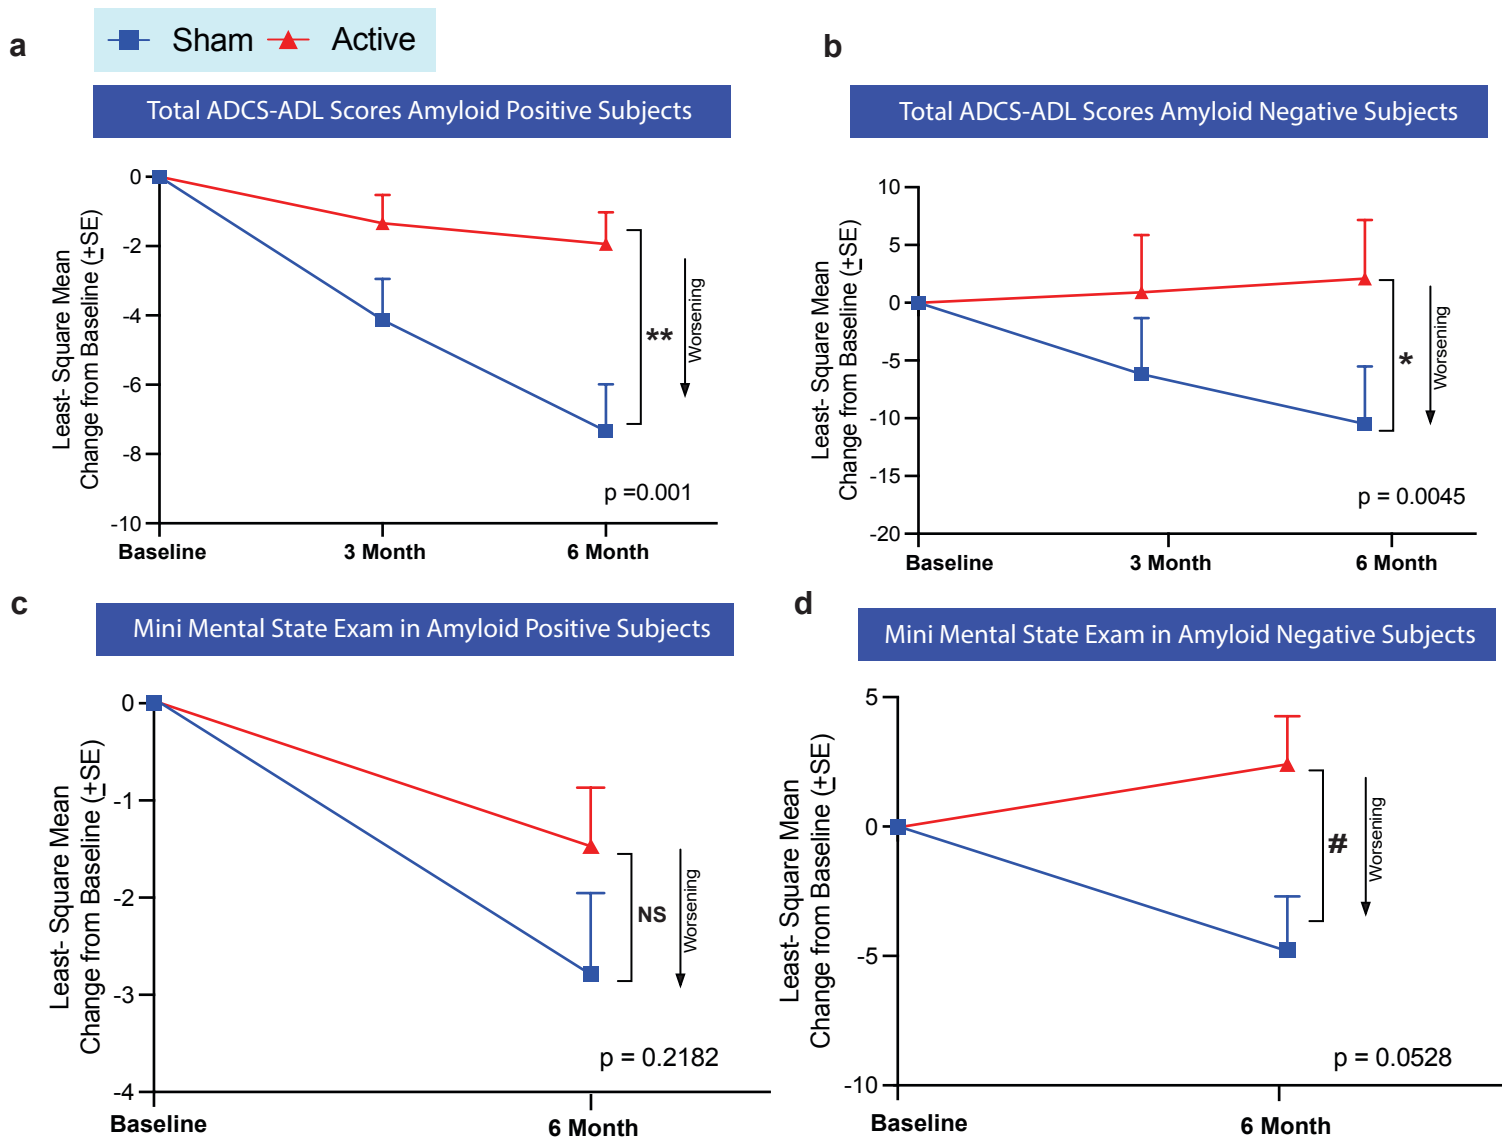 a
Sham Active
Total ADCS-ADL Scores Amyloid Positive Subjects
Least- Square Mean
Change from Baseline (+SE)
0
-2
-4
-6
-8
-10
**
Worsening
p =0.001
Baseline 3 Month 6 Month
b
Total ADCS-ADL Scores Amyloid Negative Subjects
Least- Square Mean
Change from Baseline (+SE)
10
5
0
-5
-10
-15
-20
*
Worsening
p = 0.0045
Baseline 3 Month 6 Month
c
Mini Mental State Exam in Amyloid Positive Subjects
Least- Square Mean
Change from Baseline (+SE)
0
-1
-2
-3
-4
NS
Worsening
p = 0.2182
Baseline 6 Month
d
Mini Mental State Exam in Amyloid Negative Subjects
Least- Square Mean
Change from Baseline (+SE)
5
0
-5
-10
#
Worsening
p = 0.0528
Baseline 6 Month